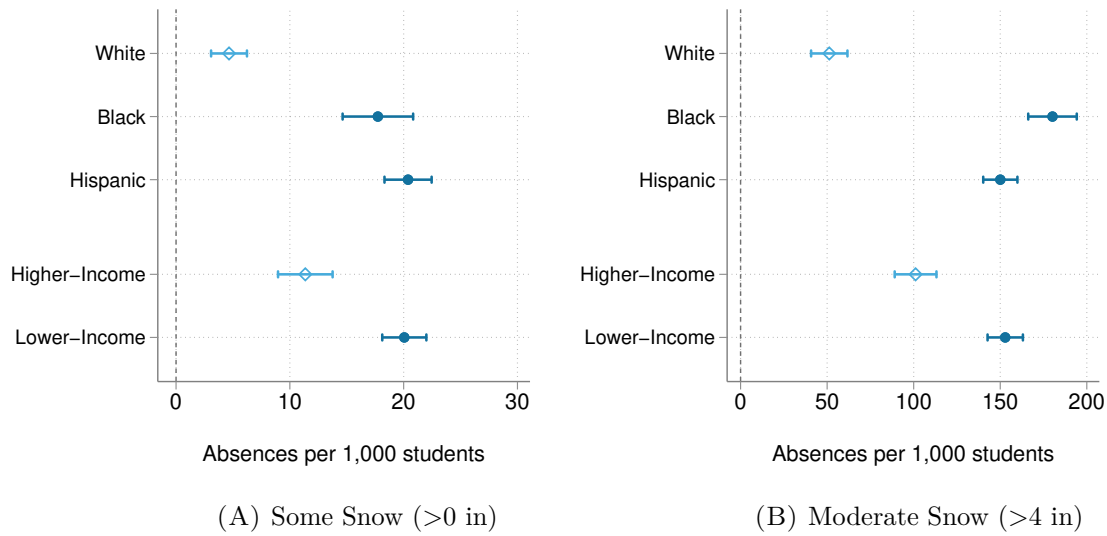 White
Black
Hispanic
Higher−Income
Lower−Income
0 10 20 30
Absences per 1,000 students
(A) Some Snow (>0 in)
White
Black
Hispanic
Higher−Income
Lower−Income
0 50 100 150 200
Absences per 1,000 students
(B) Moderate Snow (>4 in)